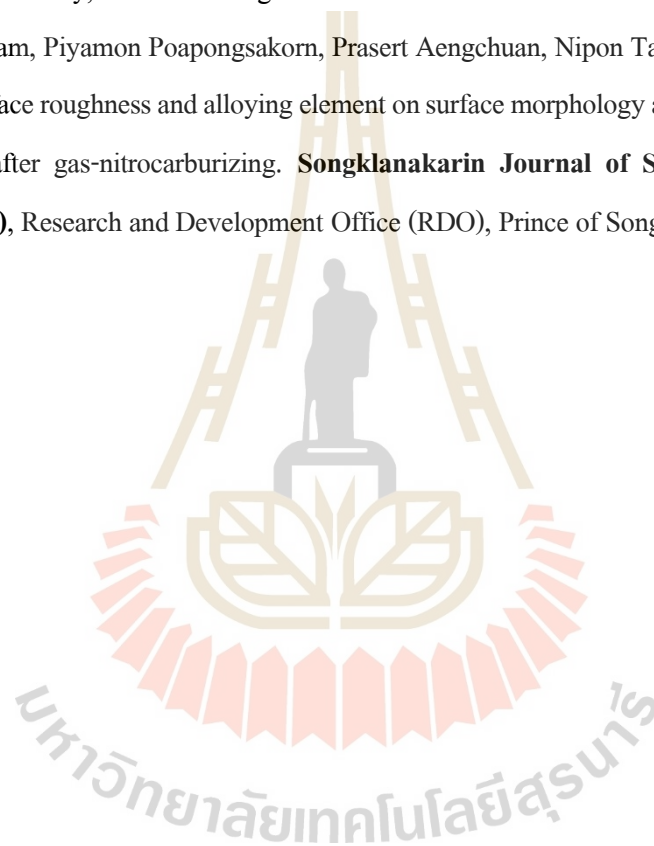 am, Piyamon Poapongsakorn, Prasert Aengchuan, Nipon Ta
ace roughness and alloying element on surface morphology a
fter gas-nitrocarburizing. Songklanakarin Journal of S
), Research and Development Office (RDO), Prince of Song
มหาวิทยาลัยเทคโนโลยีสุรนารี